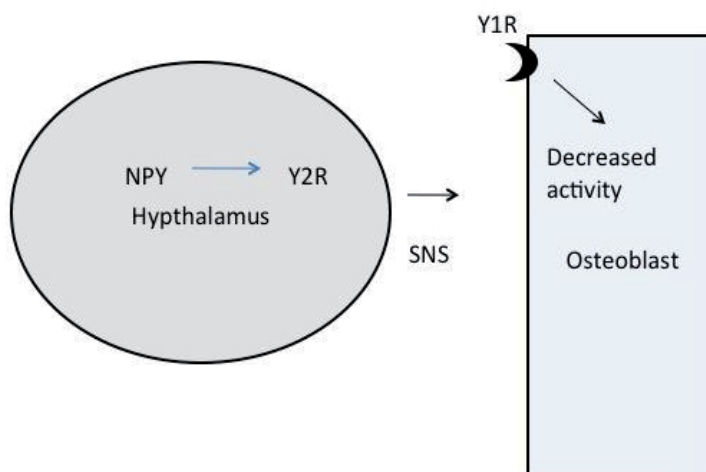 Y1R
NPY
Y2R
Hypthalamus
SNS
Decreased
activity
Osteoblast